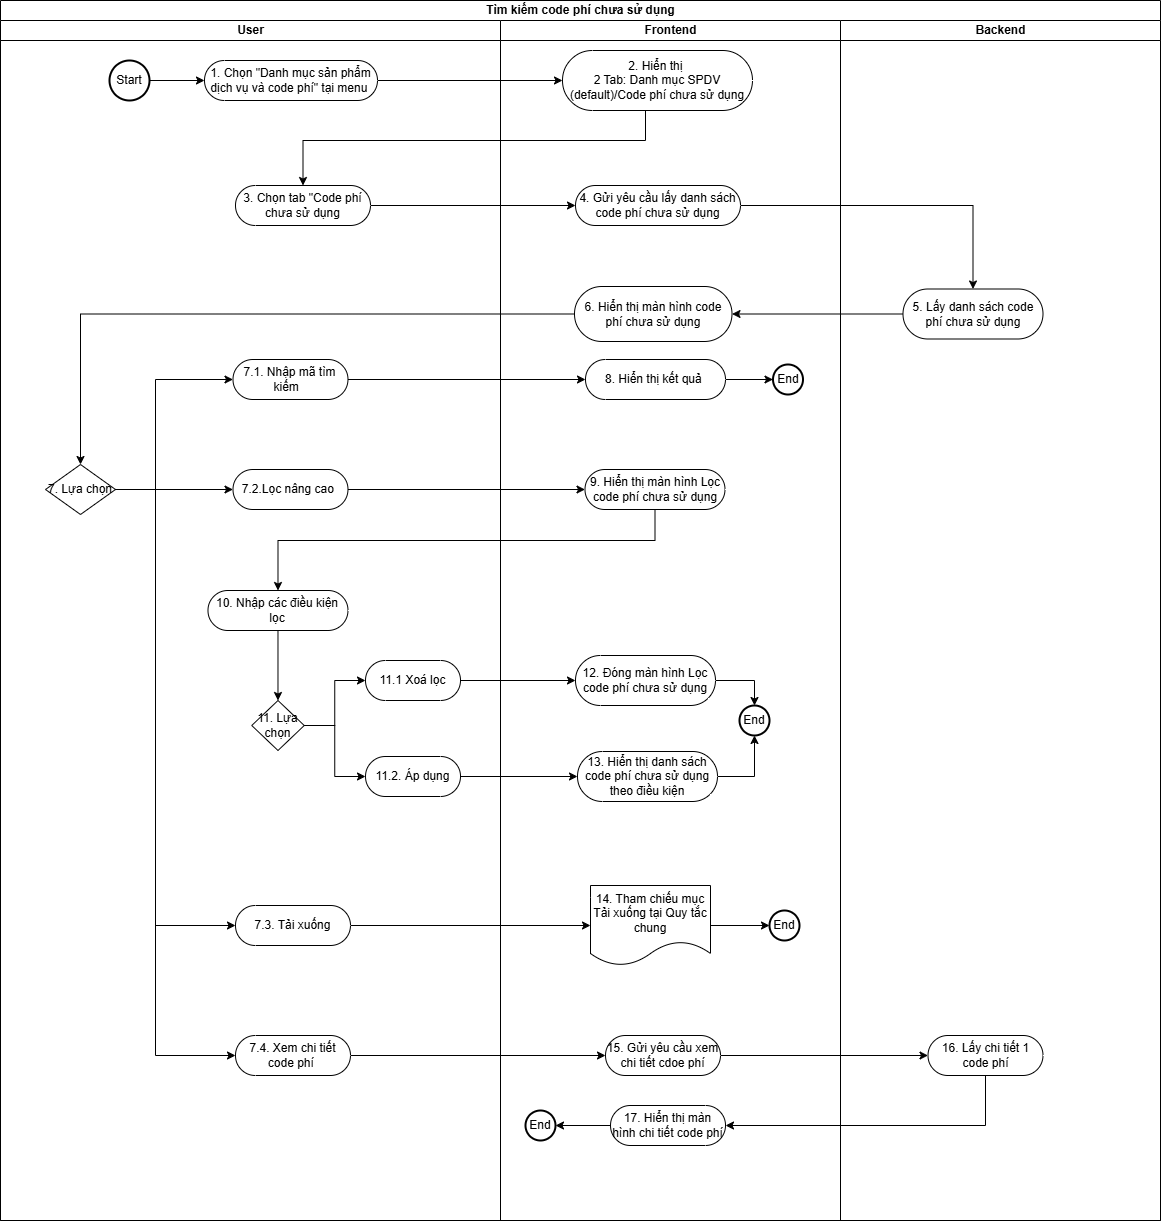 Tìm kiếm code phí chưa sử dụng
User
Frontend
Backend
Start
1. Chọn "Danh mục sản phẩm
dịch vụ và code phí" tại menu
2. Hiển thị
2 Tab: Danh mục SPDV
(default)/Code phí chưa sử dụng
3. Chọn tab "Code phí
chưa sử dụng
4. Gửi yêu cầu lấy danh sách
code phí chưa sử dụng
5. Lấy danh sách code
phí chưa sử dụng
6. Hiển thị màn hình code
phí chưa sử dụng
7. Lựa chọn
7.1. Nhập mã tìm
kiếm
8. Hiển thị kết quả
End
7.2.Lọc nâng cao
9. Hiển thị màn hình Lọc
code phí chưa sử dụng
10. Nhập các điều kiện
lọc
11. Lựa
chọn
11.1 Xoá lọc
12. Đóng màn hình Lọc
code phí chưa sử dụng
End
11.2. Áp dụng
13. Hiển thị danh sách
code phí chưa sử dụng
theo điều kiện
7.3. Tải xuống
14. Tham chiếu mục
Tải xuống tại Quy tắc
chung
End
7.4. Xem chi tiết
code phí
15. Gửi yêu cầu xem
chi tiết cdoe phí
16. Lấy chi tiết 1
code phí
17. Hiển thị màn
hình chi tiết code phí
End